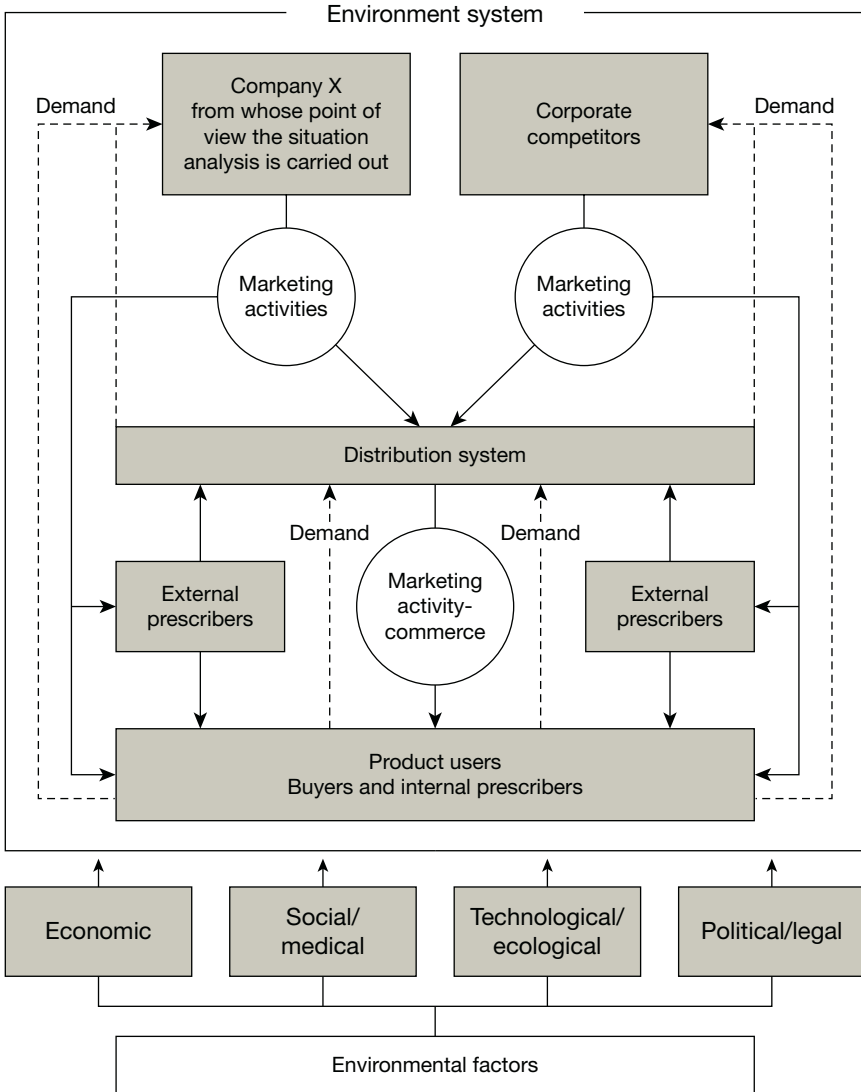 Environment system
Company X
from whose point of
view the situation
analysis is carried out
Corporate
competitors
Demand
Demand
Marketing
activities
Marketing
activities
Distribution system
Demand
Demand
External
prescribers
Marketing
activity-
commerce
External
prescribers
Product users
Buyers and internal prescribers
Economic
Social/
medical
Technological/
ecological
Political/legal
Environmental factors